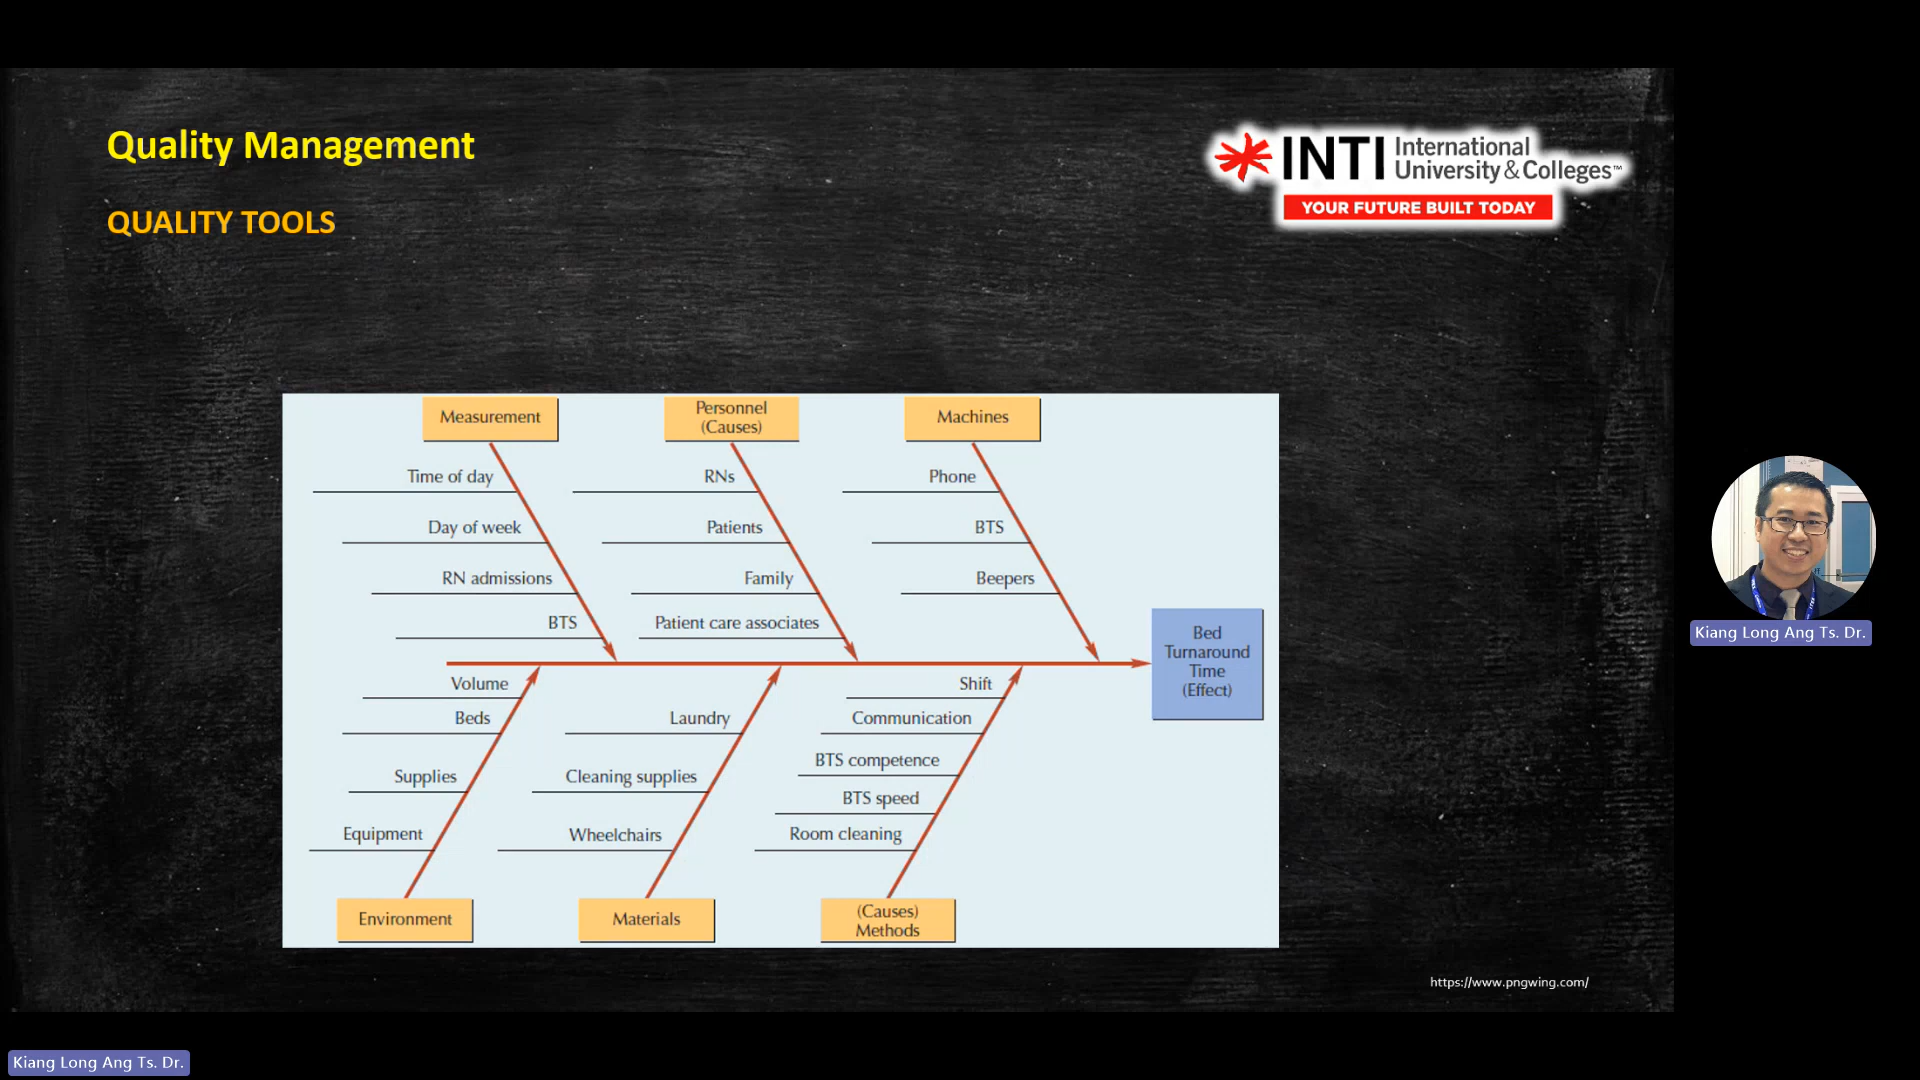 Quality Management
QUALITY TOOLS
INTI International
University & Colleges™
YOUR FUTURE BUILT TODAY
Measurement
Personnel
(Causes)
Machines
Time of day
RNs
Phone
Day of week
Patients
BTS
RN admissions
Family
Beepers
BTS
Patient care associates
Bed
Turnaround
Time
(Effect)
Volume
Shift
Beds
Laundry
Communication
BTS competence
Supplies
Cleaning supplies
BTS speed
Equipment
Wheelchairs
Room cleaning
Environment
Materials
(Causes)
Methods
https://www.pngwing.com/
Kiang Long Ang Ts. Dr.
Kiang Long Ang Ts. Dr.